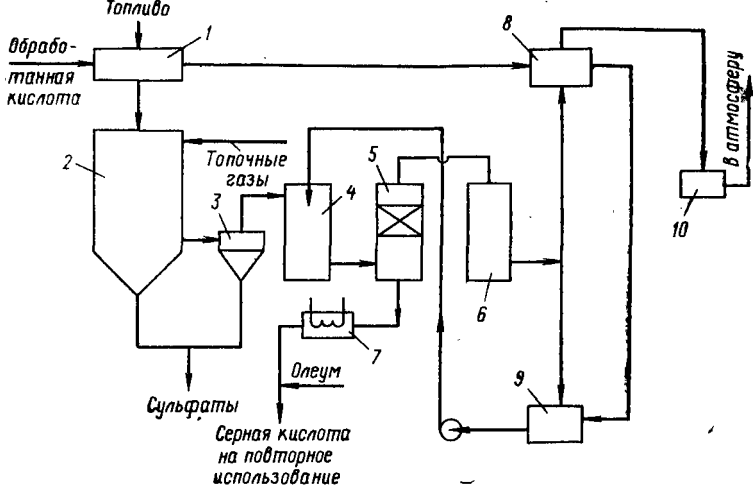 Топливо
1
Обрабо-
танная
кислота
8
В атмосферу
2
Топочные
газы
3
4
5
6
10
7
Олеум
9
Сульфаты
Серная кислота
на повторное
использование